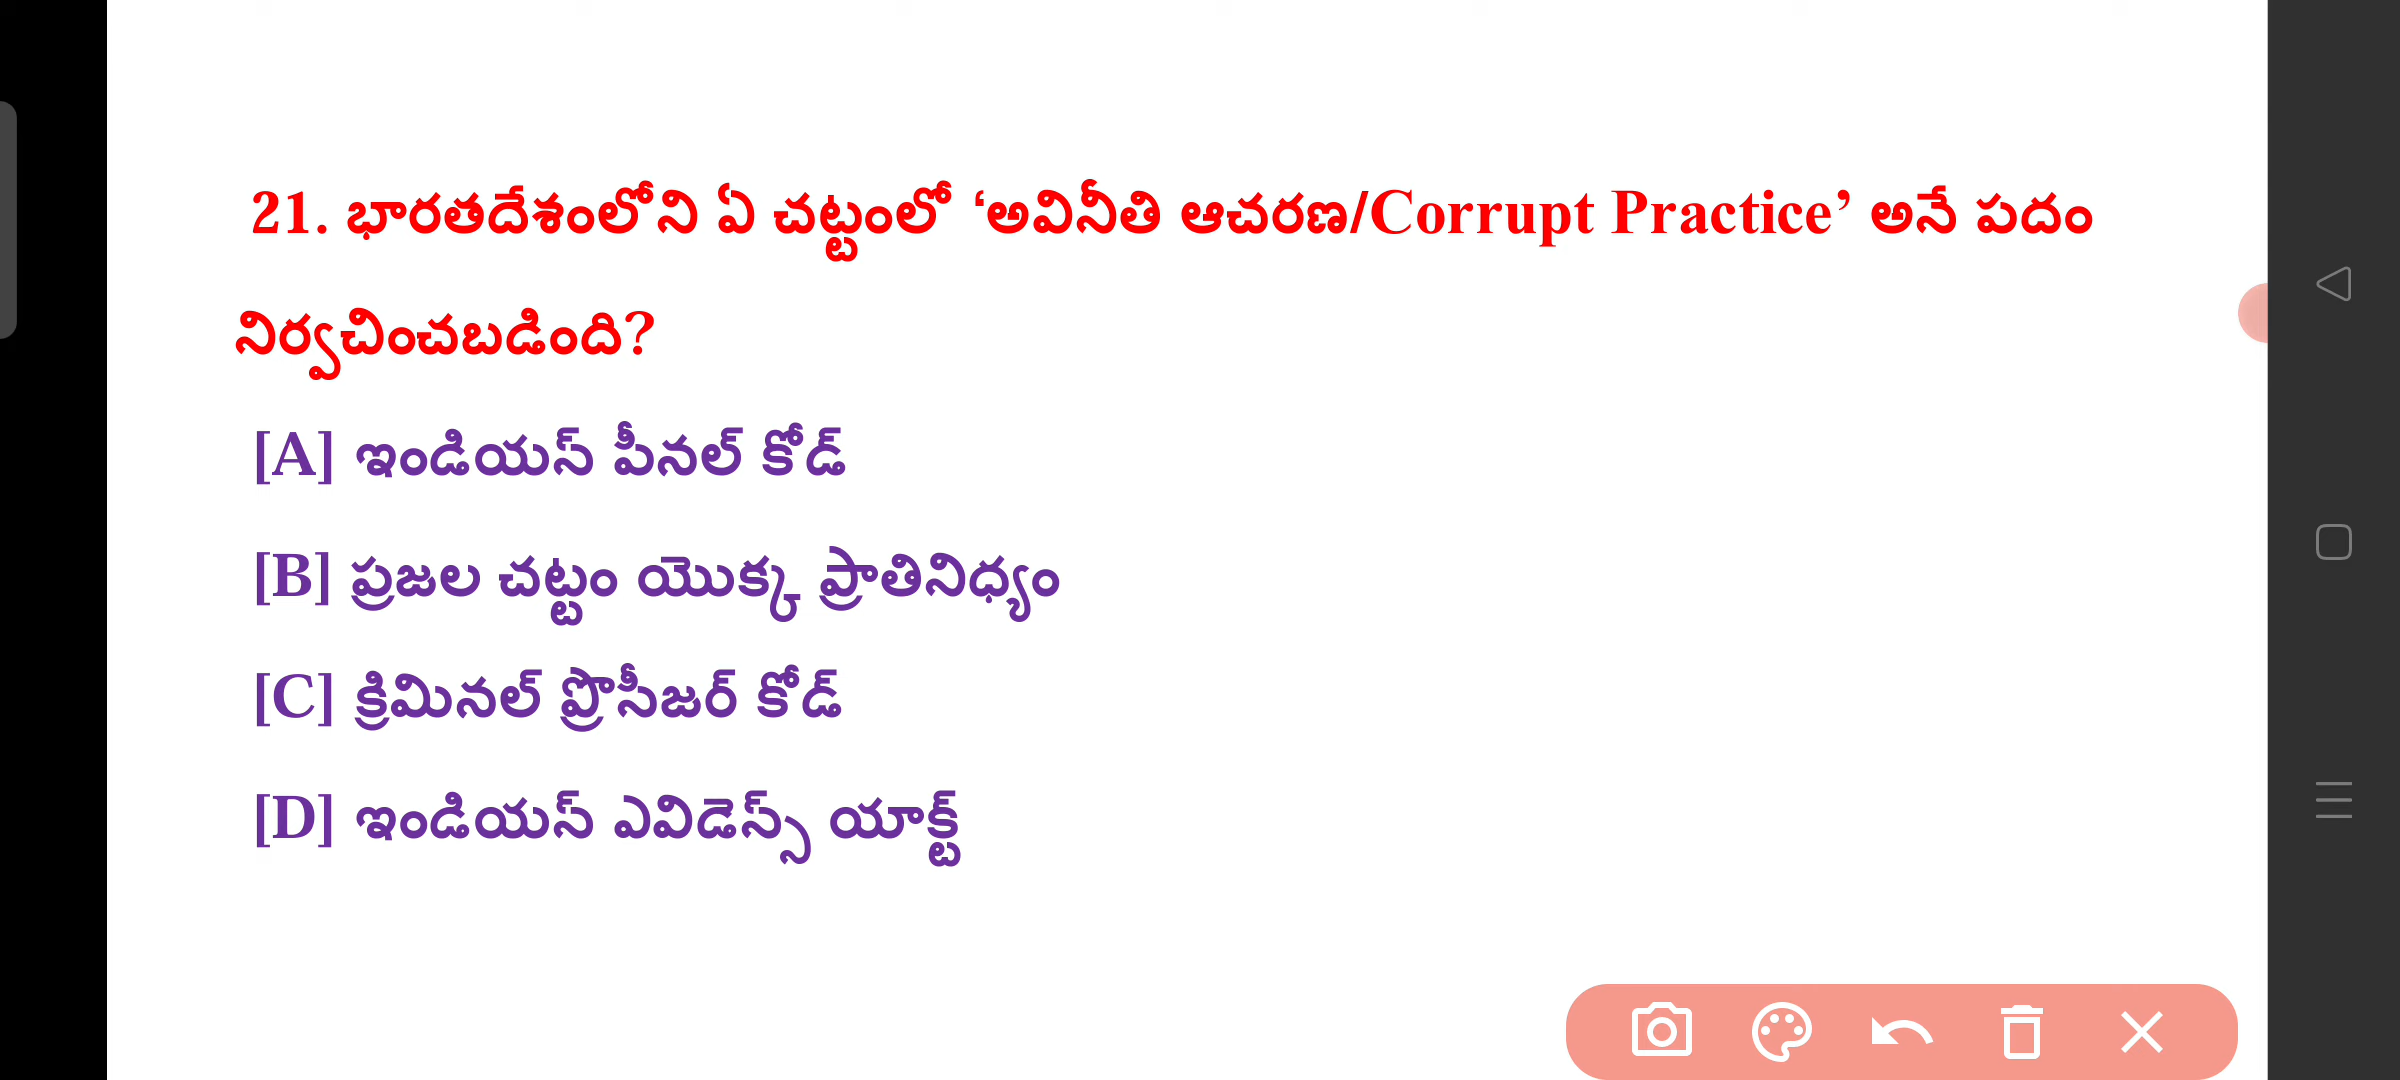 21. భారతదేశంలోని ఏ చట్టంలో ‘అవినీతి ఆచరణ/Corrupt Practice’ అనే పదం
నిర్వచించబడింది?
[A] ఇండియన్ పీనల్ కోడ్
[B] ప్రజల చట్టం యొక్క ప్రాతినిధ్యం
[C] క్రిమినల్ ప్రొసీజర్ కోడ్
[D] ఇండియన్ ఎవిడెన్స్ యాక్ట్